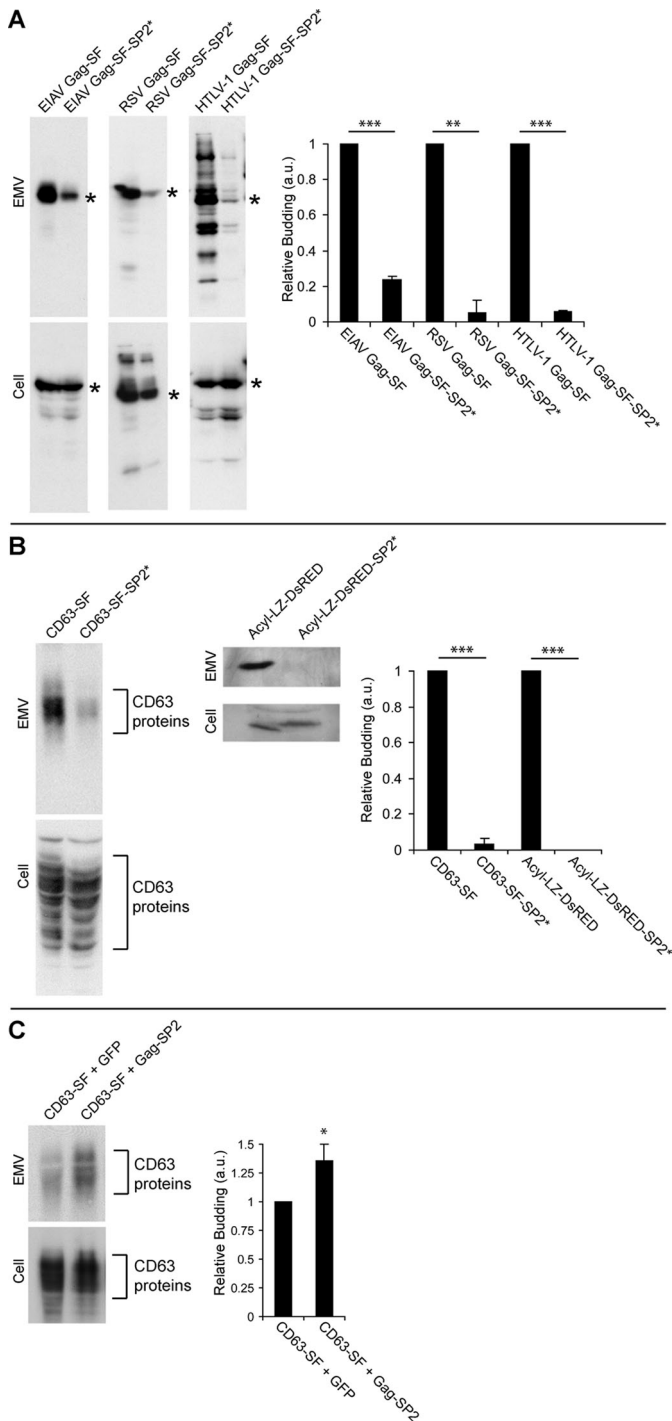 A
EIAV Gag-SF
EIAV Gag-SF-SP2*
RSV Gag-SF
RSV Gag-SF-SP2*
HTLV-1 Gag-SF
HTLV-1 Gag-SF-SP2*
EMV
*
*
*
Cell
*
*
*
Relative Budding (a.u.)
1
0.8
0.6
0.4
0.2
0
***
**
***
EIAV Gag-SF
EIAV Gag-SF-SP2*
RSV Gag-SF
RSV Gag-SF-SP2*
HTLV-1 Gag-SF
HTLV-1 Gag-SF-SP2*
B
CD63-SF
CD63-SF-SP2*
EMV
CD63
proteins
Cell
CD63
proteins
Acyl-LZ-DsRED
Acyl-LZ-DsRED-SP2*
EMV
Cell
Relative Budding (a.u.)
1
0.8
0.6
0.4
0.2
0
***
***
CD63-SF
CD63-SF-SP2*
Acyl-LZ-DsRED
Acyl-LZ-DsRED-SP2*
C
CD63-SF + GFP
CD63-SF + Gag-SP2
EMV
CD63
proteins
Cell
CD63
proteins
Relative Budding (a.u.)
1.5
1.25
1
0.75
0.5
0.25
0
*
CD63-SF + GFP
CD63-SF + Gag-SP2